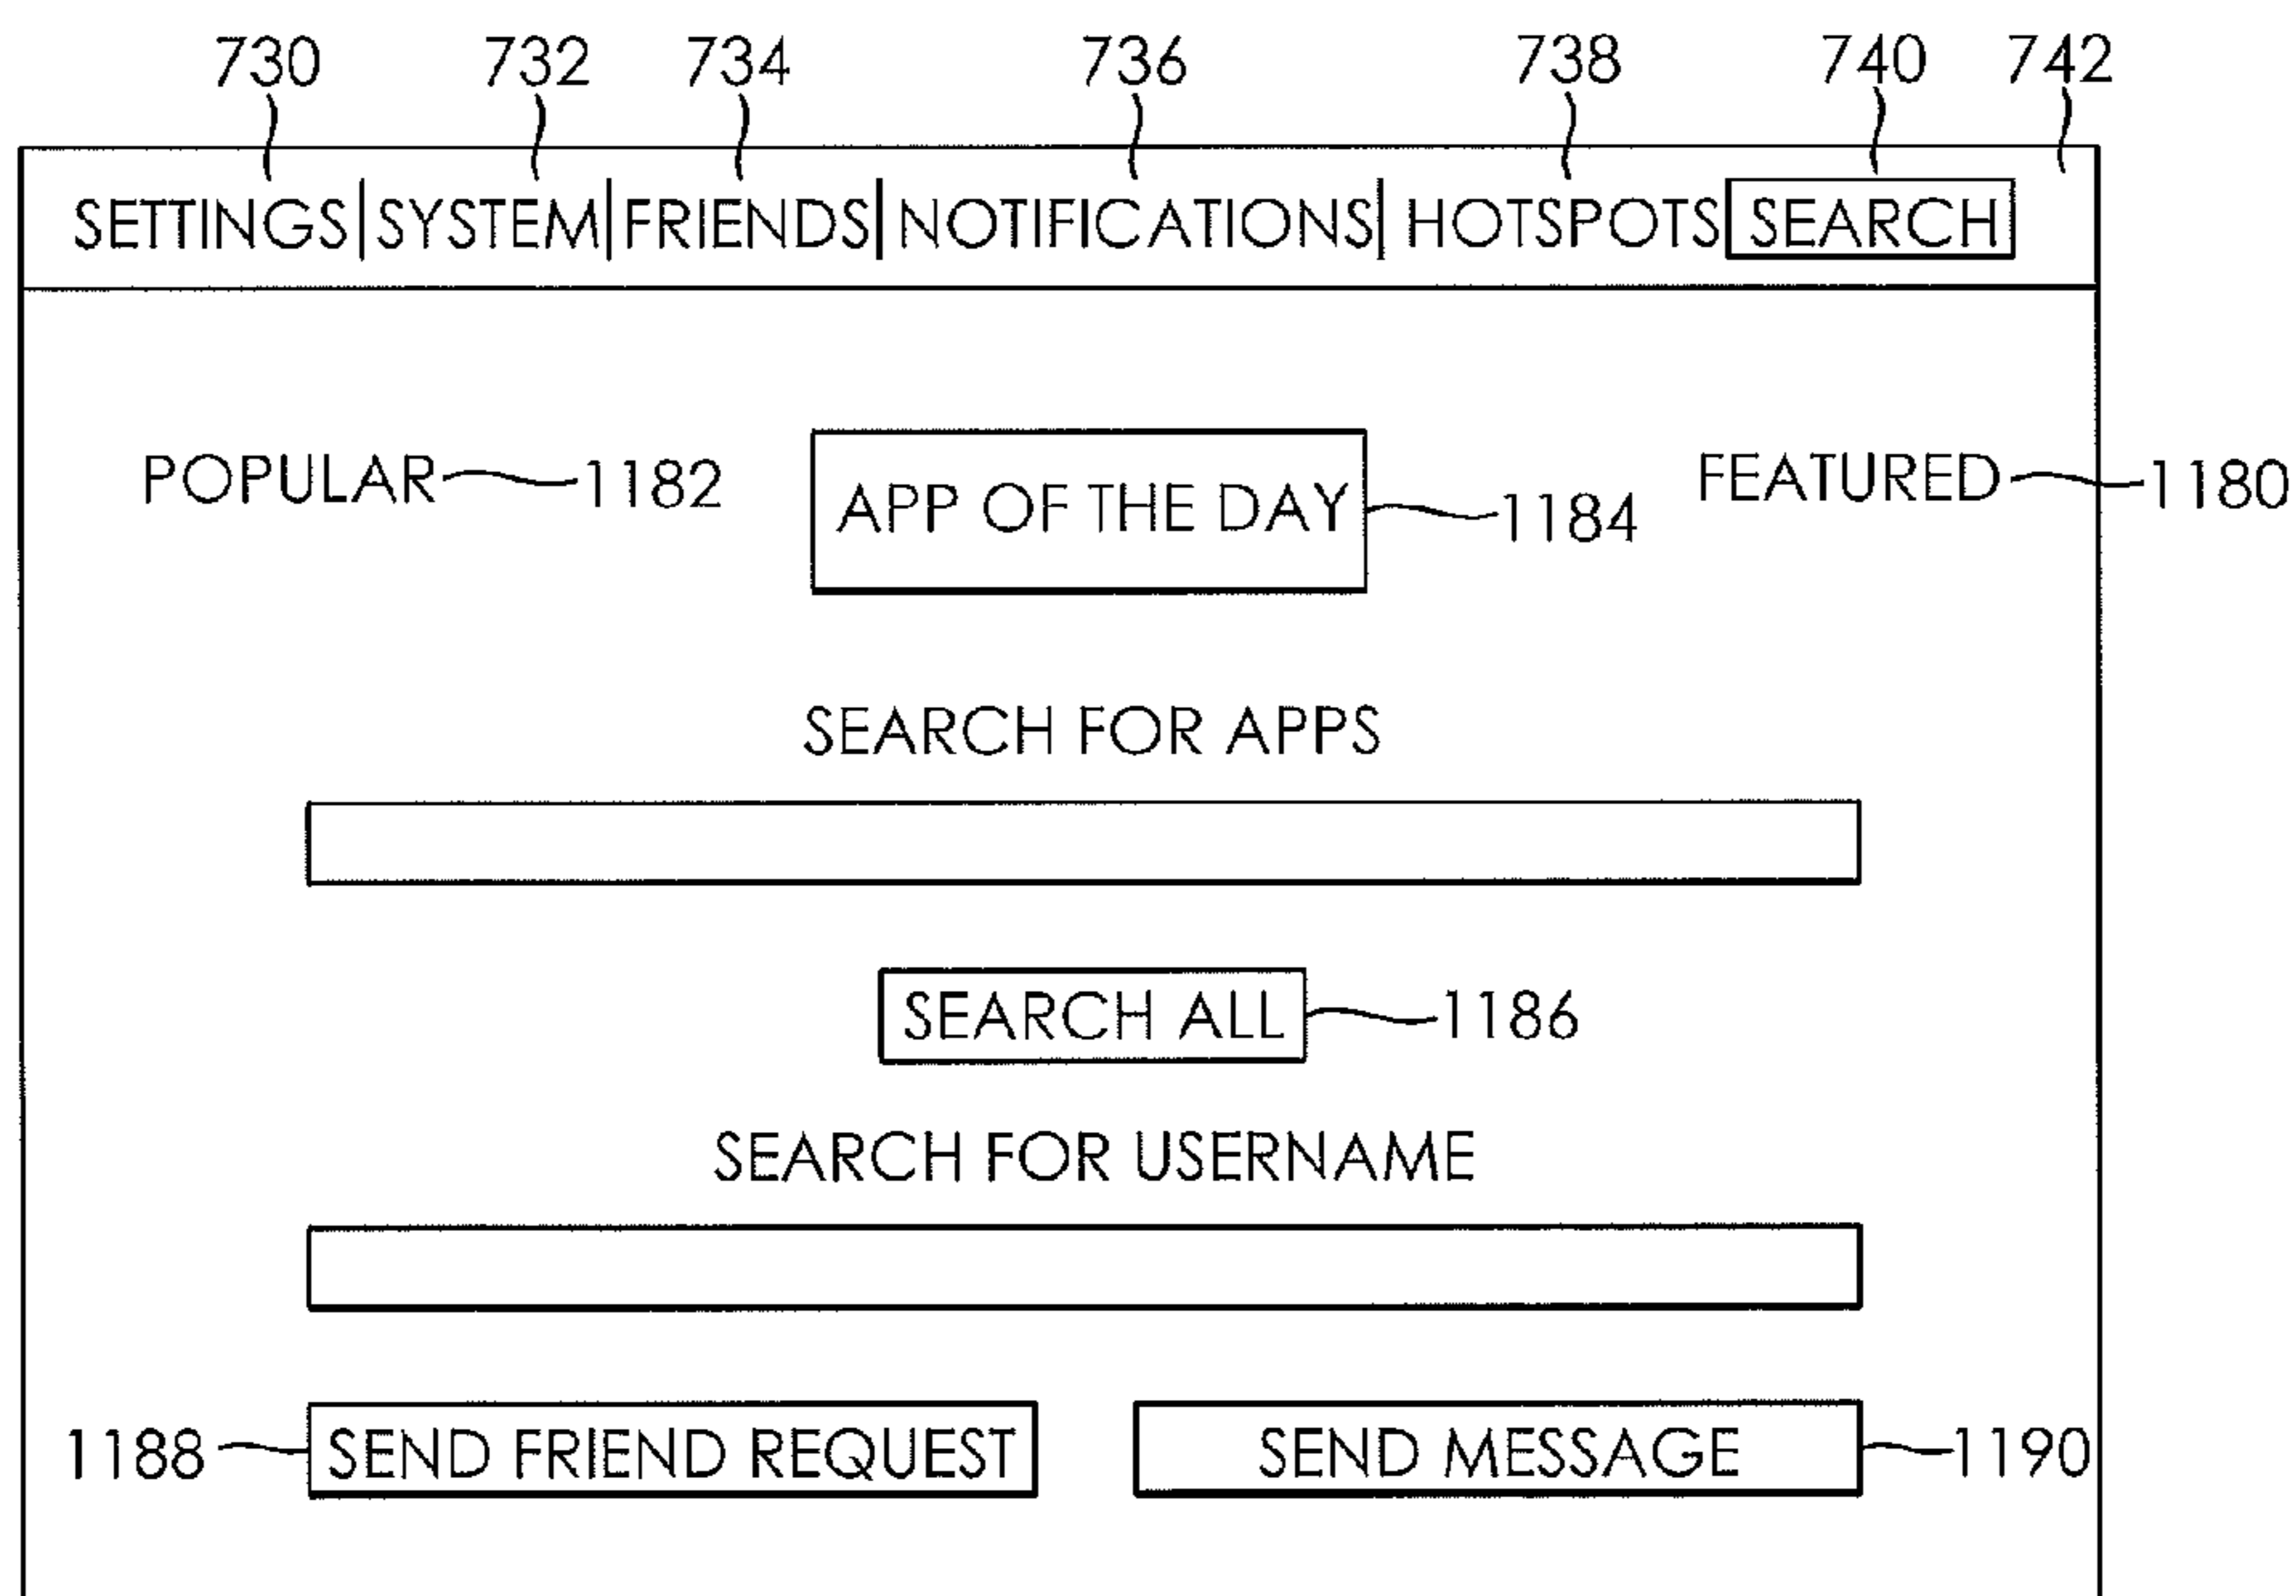 730 732 734 736 738 740 742
SETTINGS|SYSTEM|FRIENDS|NOTIFICATIONS| HOTSPOTS SEARCH
POPULAR 1182 APP OF THE DAY 1184 FEATURED 1180
SEARCH FOR APPS
SEARCH ALL 1186
SEARCH FOR USERNAME
1188 SEND FRIEND REQUEST SEND MESSAGE 1190